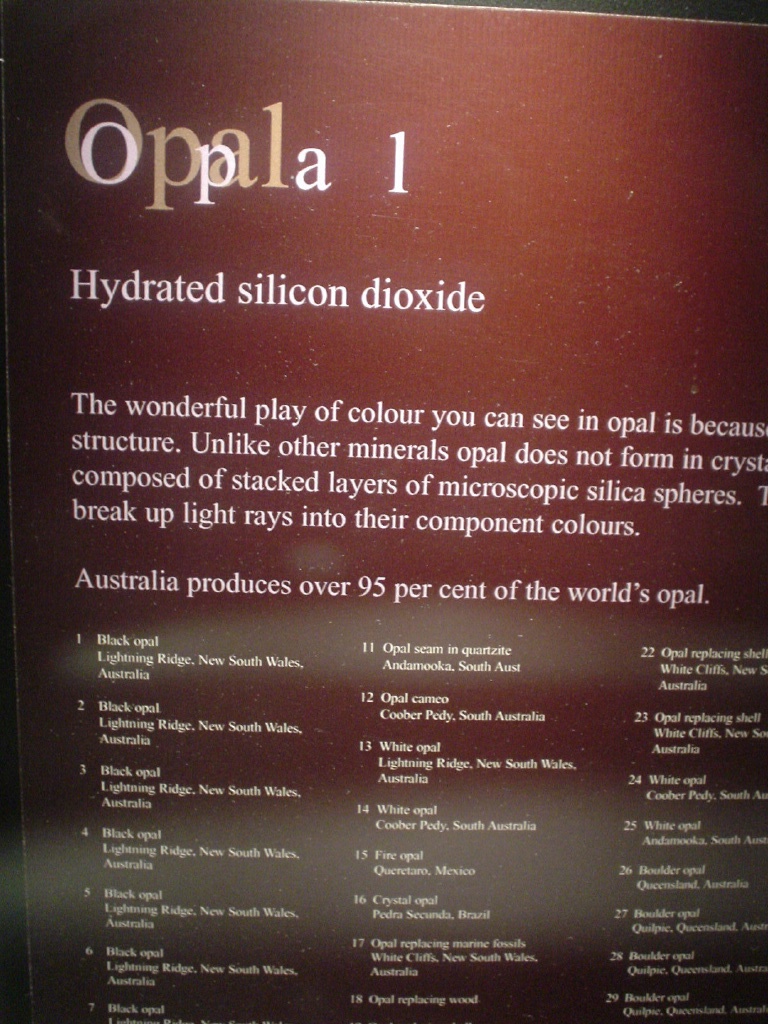 Opal
Opal
Hydrated silicon dioxide
The wonderful play of colour you can see in opal is because
structure. Unlike other minerals opal does not form in crysta
composed of stacked layers of microscopic silica spheres. T
break up light rays into their component colours.
Australia produces over 95 per cent of the world's opal.
1 Black opal
Lightning Ridge, New South Wales,
Australia
2 Black opal
Lightning Ridge, New South Wales,
Australia
3 Black opal
Lightning Ridge, New South Wales,
Australia
4 Black opal
Lightning Ridge, New South Wales,
Australia
5 Black opal
Lightning Ridge, New South Wales,
Australia
6 Black opal
Lightning Ridge, New South Wales,
Australia
7 Black opal
Lightning Ridge, New South Wales,
11 Opal seam in quartzite
Andamooka, South Aust
12 Opal cameo
Coober Pedy, South Australia
13 White opal
Lightning Ridge, New South Wales,
Australia
14 White opal
Coober Pedy, South Australia
15 Fire opal
Queretaro, Mexico
16 Crystal opal
Pedra Secunda, Brazil
17 Opal replacing marine fossils
White Cliffs, New South Wales,
Australia
18 Opal replacing wood
22 Opal replacing shell
White Cliffs, New S
Australia
23 Opal replacing shell
White Cliffs, New Sou
Australia
24 White opal
Coober Pedy, South Au
25 White opal
Andamooka, South Aust
26 Boulder opal
Queensland, Australia
27 Boulder opal
Quilpie, Queensland, Austr
28 Boulder opal
Quilpie, Queensland, Austra
29 Boulder opal
Quilpie, Queensland, Australi